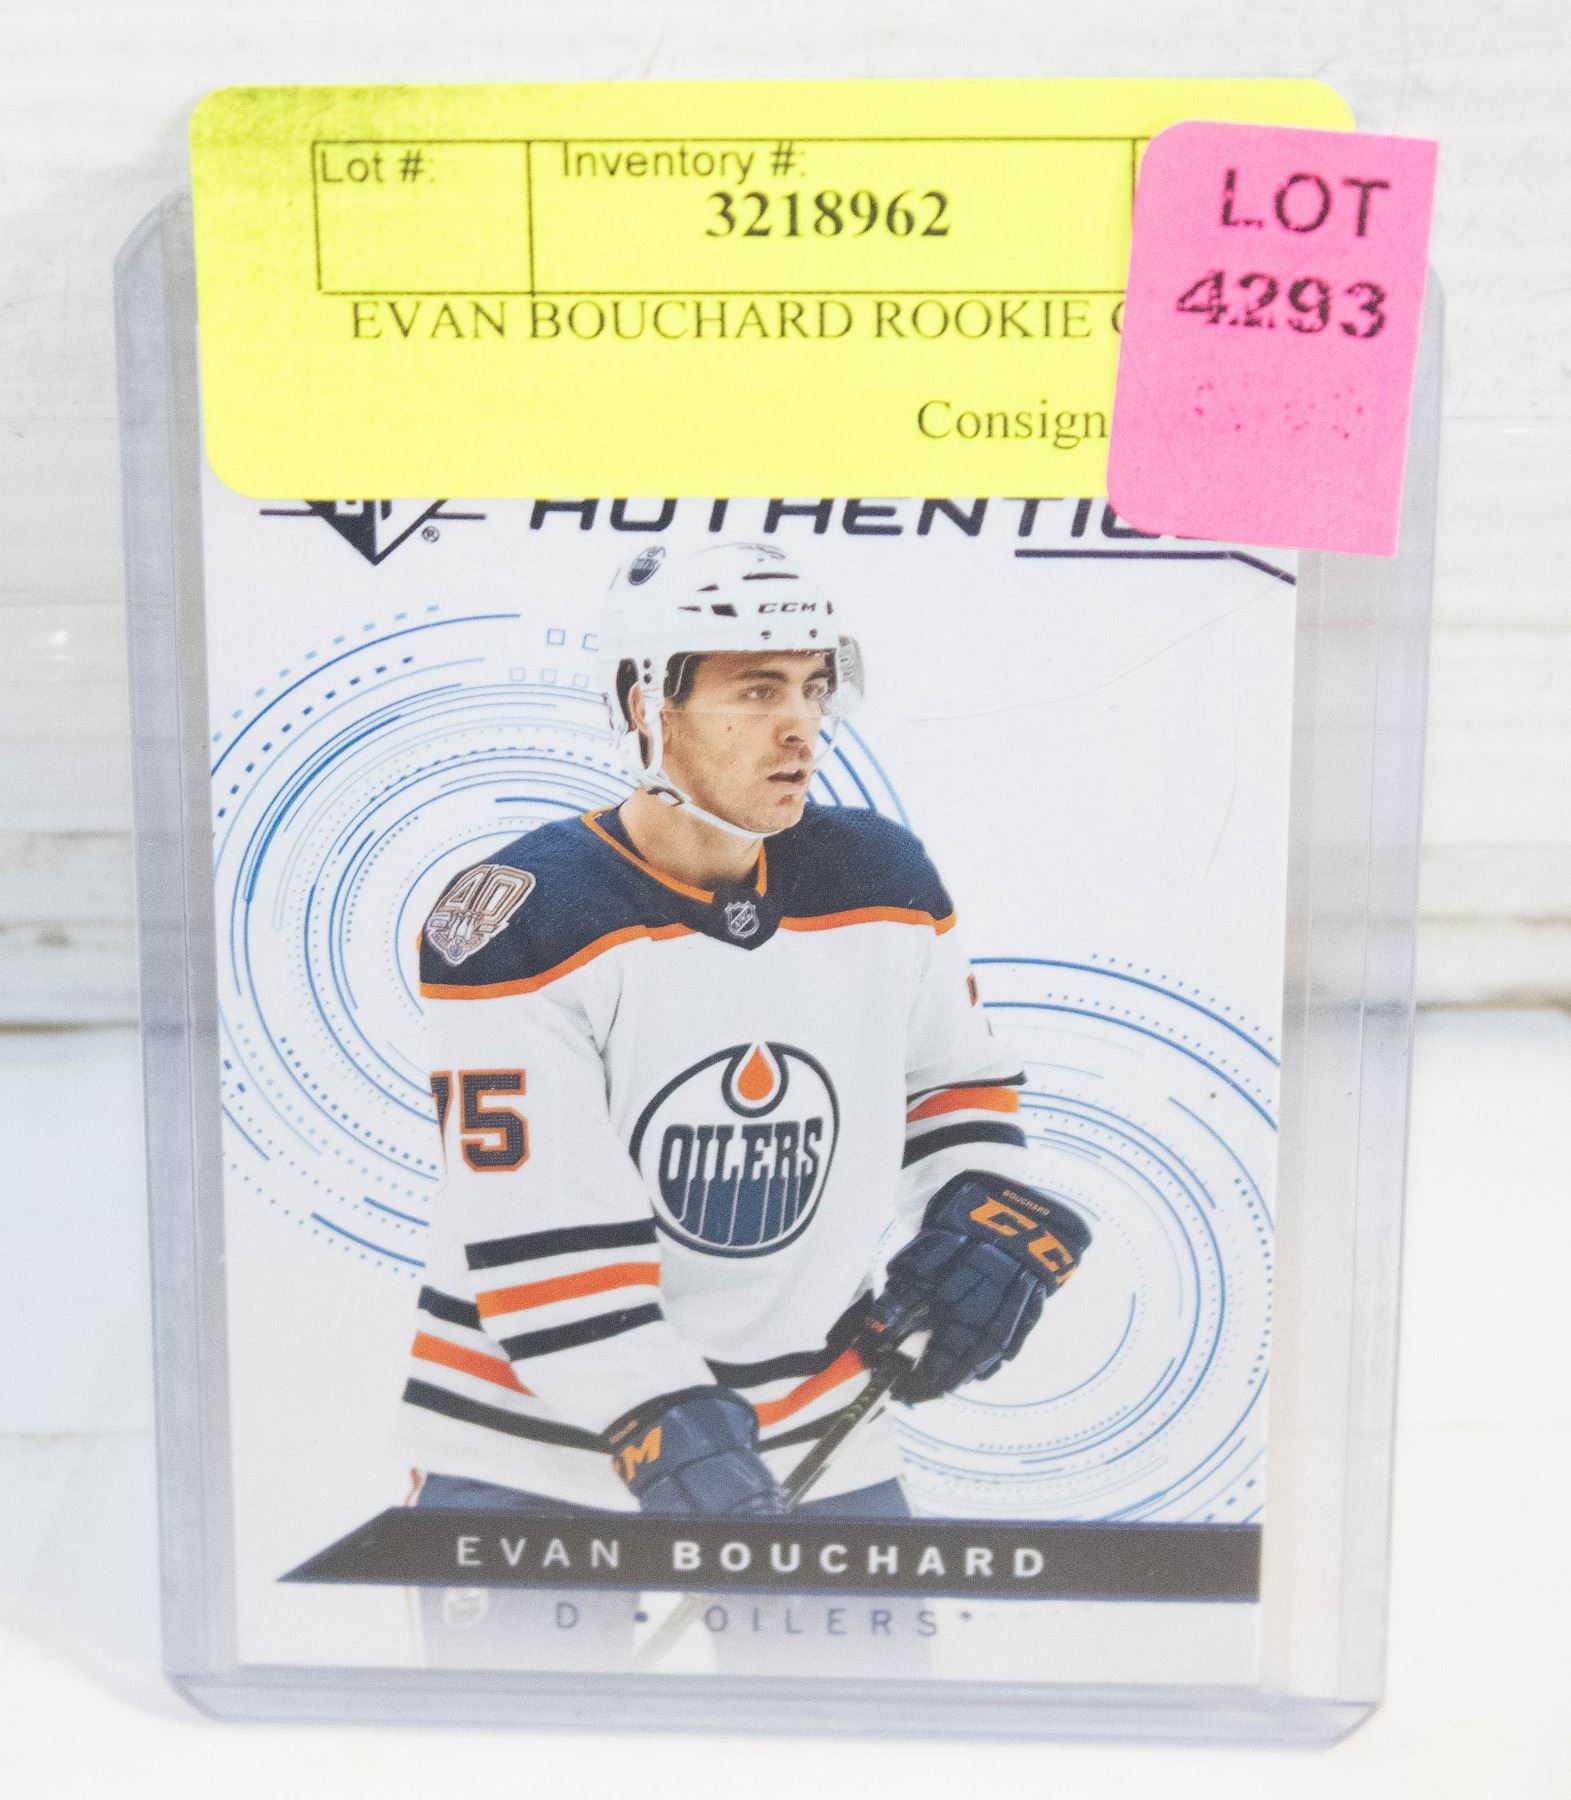 Lot #:
Inventory #:
3218962
LOT
4293
EVAN BOUCHARD ROOKIE
Consign
AUTHENTIC
CCM
40
75
OILERS
BOUCHARD
CCM
EVAN BOUCHARD
D • OILERS